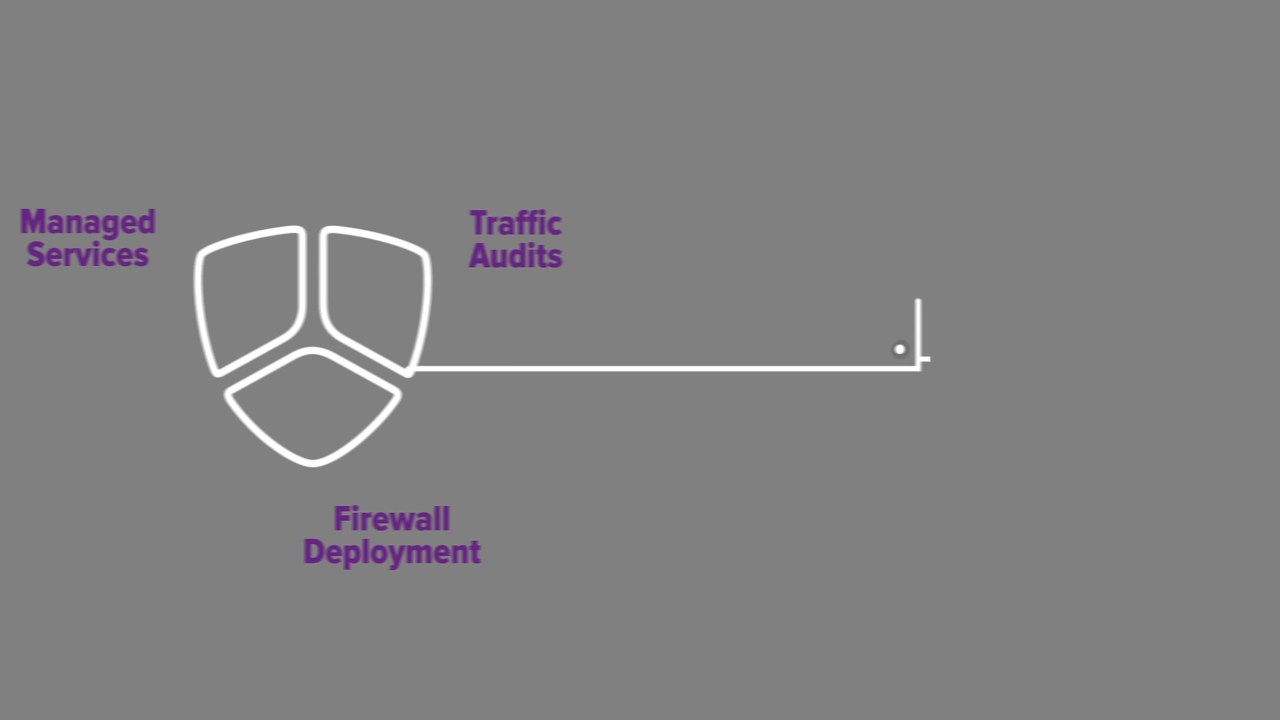 Managed
Services
Traffic
Audits
Firewall
Deployment